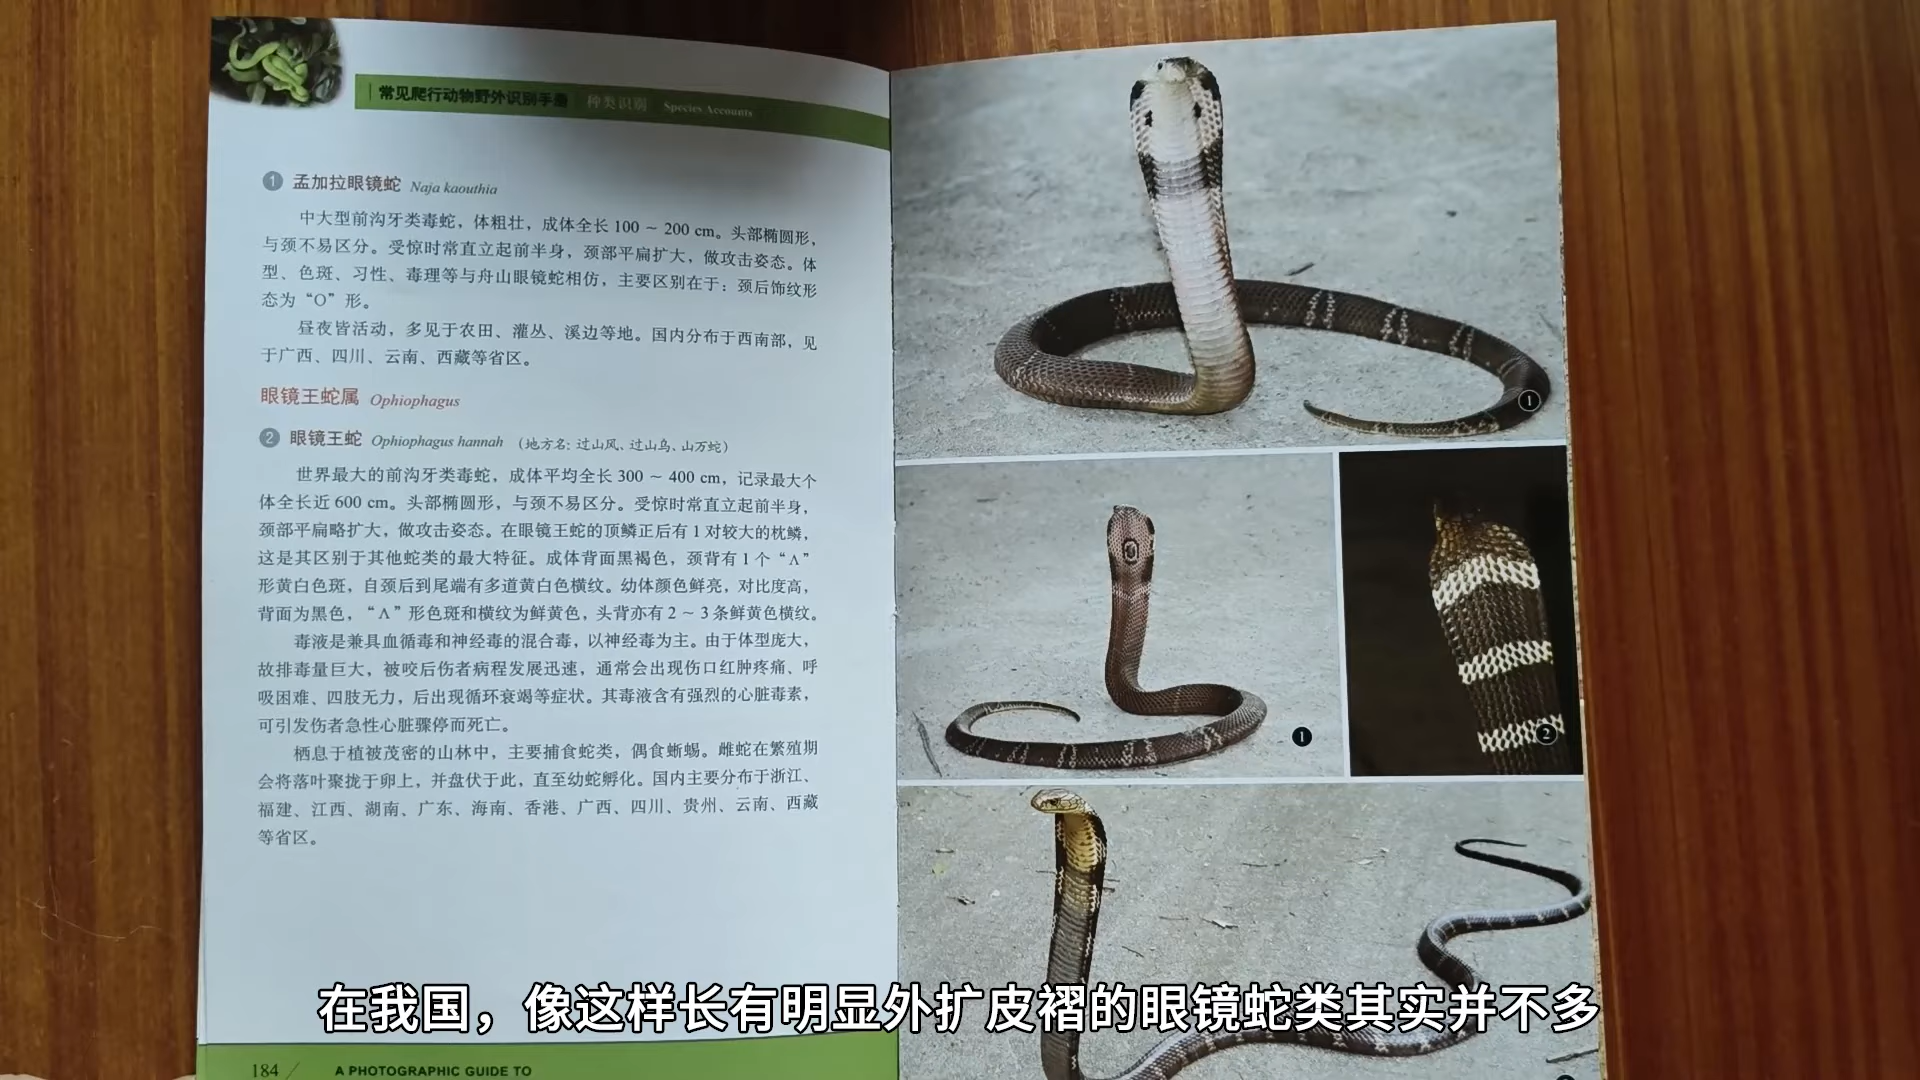 常见爬行动物野外识别手册 种类识别 Species Accounts
1 孟加拉眼镜蛇 Naja kaouthia
中大型前沟牙类毒蛇，体粗壮，成体全长 100 ~ 200 cm。头部椭圆形，
与颈不易区分。受惊时常直立起前半身，颈部平扁扩大，做攻击姿态。体
型、色斑、习性、毒理等与舟山眼镜蛇相仿，主要区别在于：颈后饰纹形
态为“O”形。
昼夜皆活动，多见于农田、灌丛、溪边等地。国内分布于西南部，见
于广西、四川、云南、西藏等省区。
眼镜王蛇属 Ophiophagus
2 眼镜王蛇 Ophiophagus hannah （地方名：过山风、过山乌、山万蛇）
世界最大的前沟牙类毒蛇，成体平均全长 300 ~ 400 cm，记录最大个
体全长近 600 cm。头部椭圆形，与颈不易区分。受惊时常直立起前半身，
颈部平扁略扩大，做攻击姿态。在眼镜王蛇的顶鳞正后有 1 对较大的枕鳞，
这是其区别于其他蛇类的最大特征。成体背面黑褐色，颈背有 1 个“Λ”
形黄白色斑，自颈后到尾端有多道黄白色横纹。幼体颜色鲜亮，对比度高，
背面为黑色，“Λ”形色斑和横纹为鲜黄色，头背亦有 2 ~ 3 条鲜黄色横纹。
毒液是兼具血循毒和神经毒的混合毒，以神经毒为主。由于体型庞大，
故排毒量巨大，被咬后伤者病程发展迅速，通常会出现伤口红肿疼痛、呼
吸困难、四肢无力，后出现循环衰竭等症状。其毒液含有强烈的心脏毒素，
可引发伤者急性心脏骤停而死亡。
栖息于植被茂密的山林中，主要捕食蛇类，偶食蜥蜴。雌蛇在繁殖期
会将落叶聚拢于卵上，并盘伏于此，直至幼蛇孵化。国内主要分布于浙江、
福建、江西、湖南、广东、海南、香港、广西、四川、贵州、云南、西藏
等省区。
184 / A PHOTOGRAPHIC GUIDE TO
1
1
2
在我国，像这样长有明显外扩皮褶的眼镜蛇类其实并不多